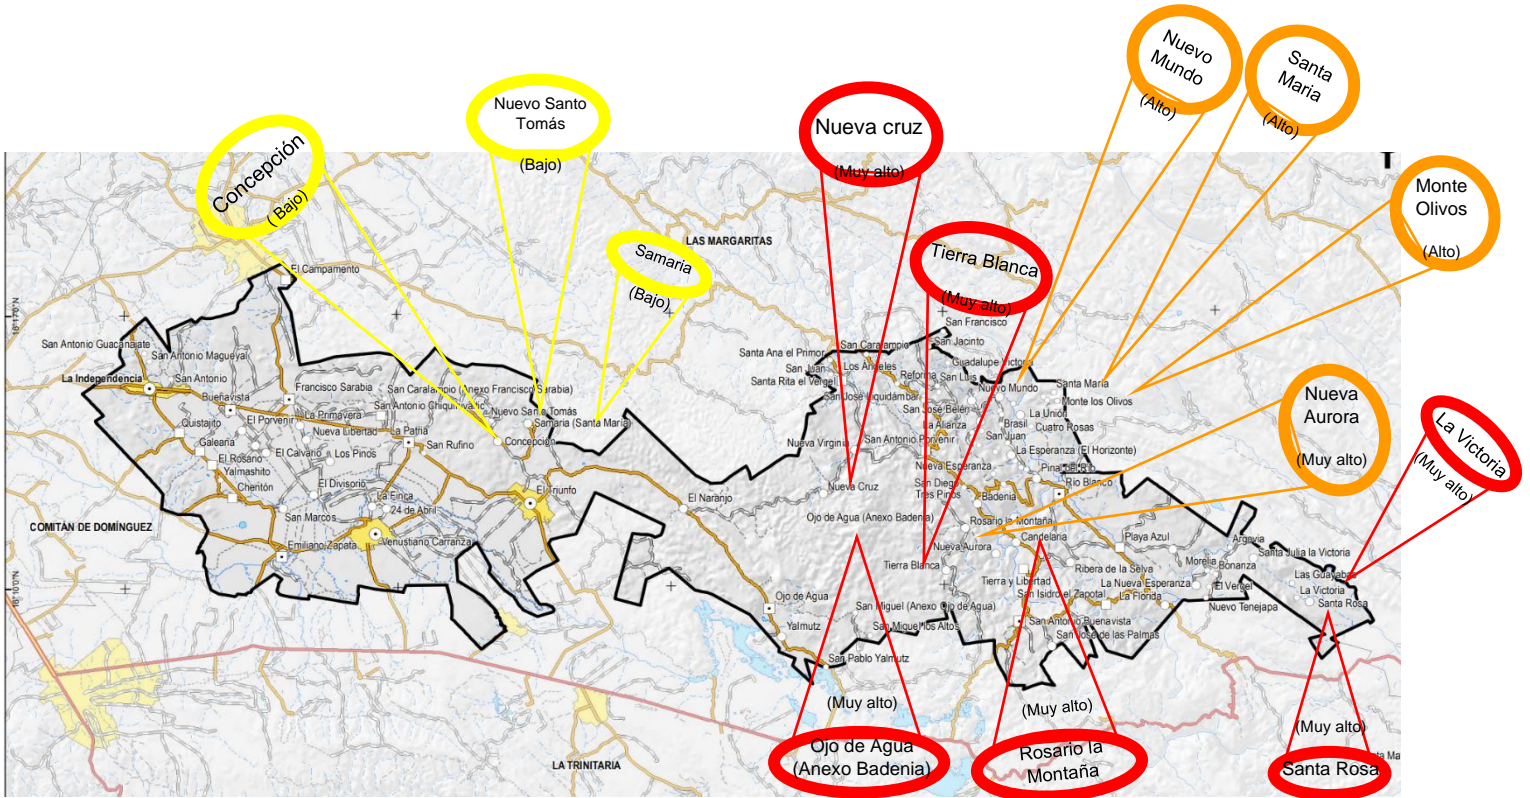 Nuevo
Mundo
(Alto)
Santa
Maria
(Alto)
Nuevo Santo
Tomás
(Bajo)
Nueva cruz
(Muy alto)
Concepción
( Bajo)
Monte
Olivos
(Alto)
Samaria
(Bajo)
Tierra Blanca
(Muy alto)
Nueva
Aurora
(Muy alto)
La Victoria
(Muy alto)
T
LAS MARGARITAS
El Campamento
San Francisco
San Antonio Guacanajate
San Antonio Magueyal
Santa Ana el Primor
San Caralampio
San Jacinto
San Juan
Los Angeles
Guadalupe Victoria
La Independencia
San Antonio
Santa Rita el Vergel
Reforma
San Luis
Nuevo Mundo
Santa Maria
Francisco Sarabia
San Caralampio (Anexo Francisco Sarabia)
Buenavista
San José Liquidámbar
Monte los Olivos
San Antonio Chiquinivalito
La Primavera
Nuevo Santo Tomás
San José Belén
La Unión
Quistajito
El Porvenir
Samaria (Santa María)
La Alianza
Brasil
Cuatro Rosas
Nueva Libertad
La Patria
San Rufino
Concepción
Nueva Virginia
San Antonio Porvenir
San Juan
Galearia
El Calvario
Los Pinos
La Esperanza (El Horizonte)
El Rosario
Yalmashito
Nueva Esperanza
Pinar del Río
Cheritón
El Divisorio
La Finca
El Triunfo
El Naranjo
Nueva Cruz
San Diego
Tres Pinos
Badenia
Río Blanco
24 de Abril
San Marcos
Ojo de Agua (Anexo Badenia)
Rosario la Montaña
COMITÁN DE DOMÍNGUEZ
Emiliano Zapata
Venustiano Carranza
Nueva Aurora
Candelaria
Playa Azul
Argovia
Santa Julia la Victoria
Tierra Blanca
Ribera de la Selva
Morelia
Bonanza
Las Guayabas
Tierra y Libertad
La Nueva Esperanza
El Vergel
La Victoria
Ojo de Agua
San Miguel (Anexo Ojo de Agua)
San Isidro el Zapotal
La Florida
Nuevo Tenejapa
Santa Rosa
Yalmutz
San Miguel los Altos
San Antonio Buenavista
San José de las Palmas
San Pablo Yalmutz
(Muy alto)
Ojo de Agua
(Anexo Badenia)
(Muy alto)
Rosario la
Montaña
(Muy alto)
Santa Rosa
LA TRINITARIA